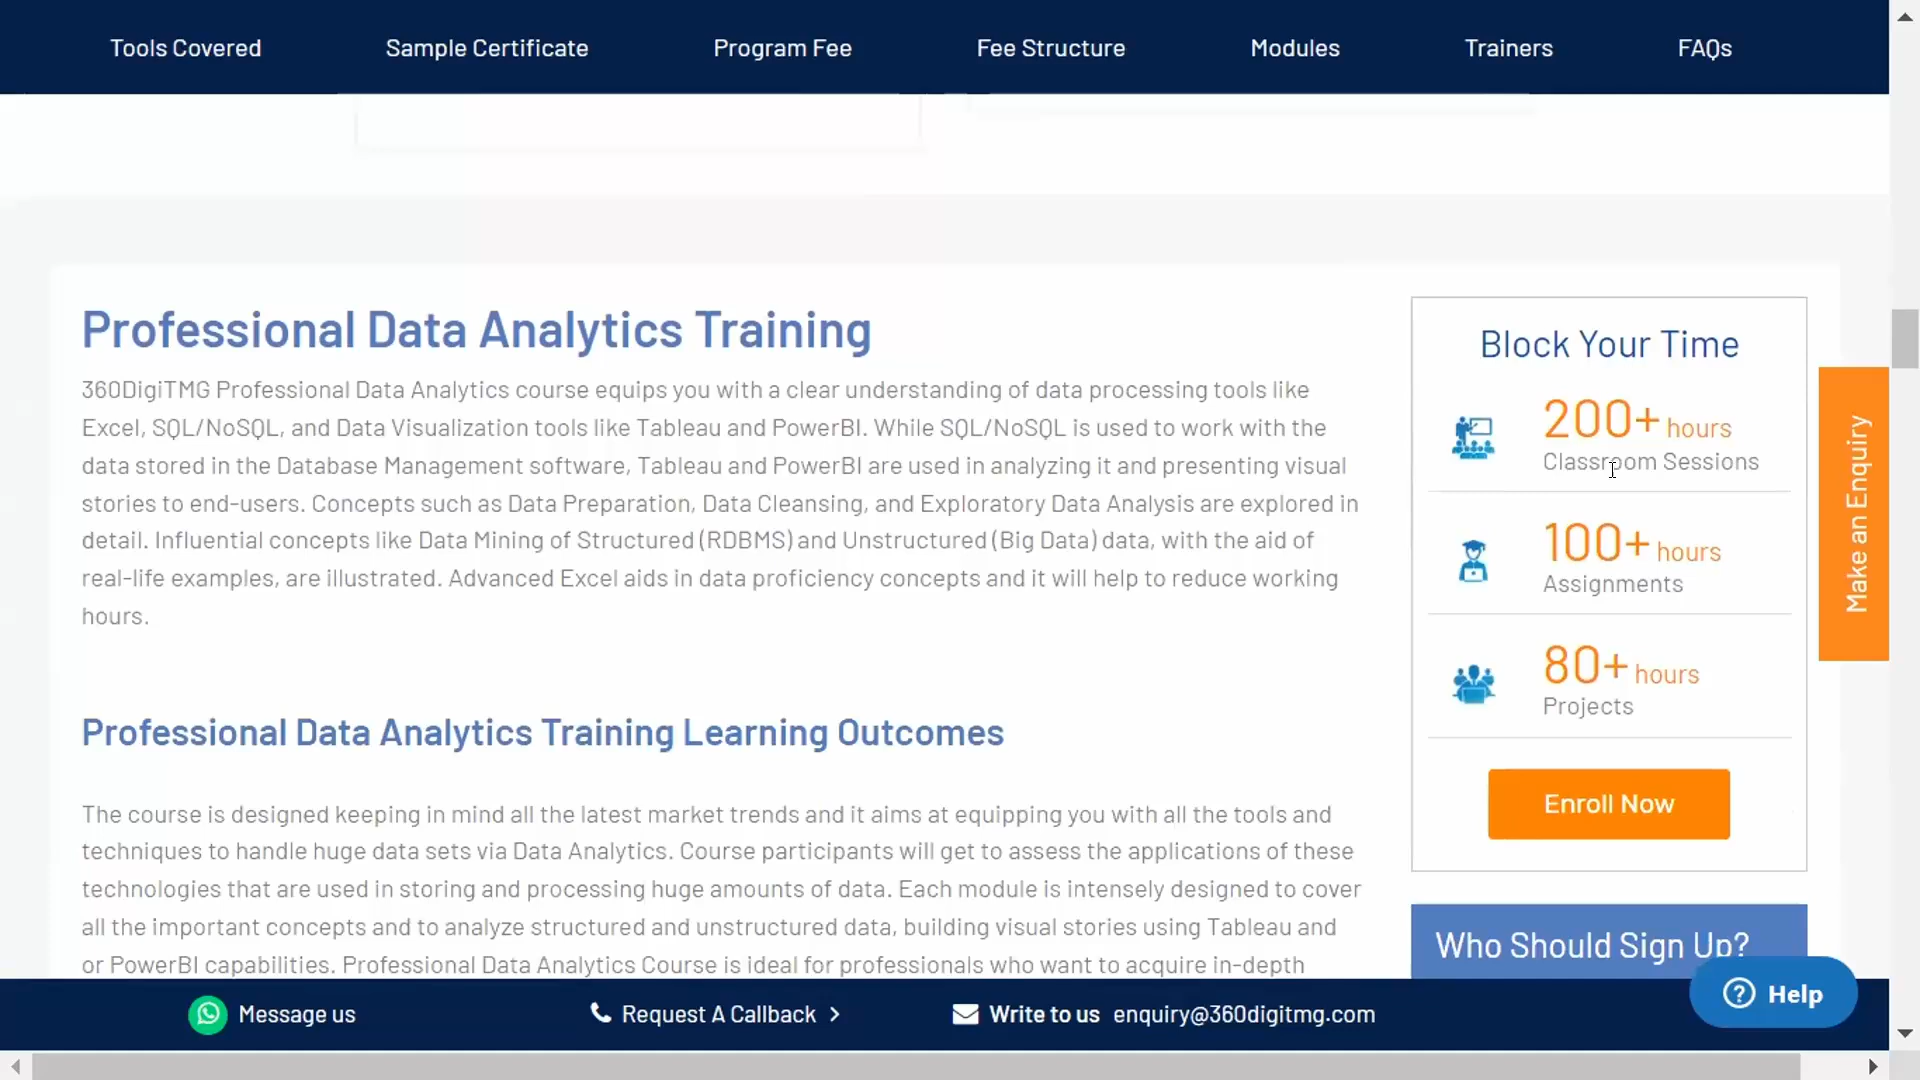 Tools Covered
Sample Certificate
Program Fee
Fee Structure
Modules
Trainers
FAQs
Professional Data Analytics Training
360DigiTMG Professional Data Analytics course equips you with a clear understanding of data processing tools like
Excel, SQL/NoSQL, and Data Visualization tools like Tableau and PowerBI. While SQL/NoSQL is used to work with the
data stored in the Database Management software, Tableau and PowerBI are used in analyzing it and presenting visual
stories to end-users. Concepts such as Data Preparation, Data Cleansing, and Exploratory Data Analysis are explored in
detail. Influential concepts like Data Mining of Structured (RDBMS) and Unstructured (Big Data) data, with the aid of
real-life examples, are illustrated. Advanced Excel aids in data proficiency concepts and it will help to reduce working
hours.
Professional Data Analytics Training Learning Outcomes
The course is designed keeping in mind all the latest market trends and it aims at equipping you with all the tools and
techniques to handle huge data sets via Data Analytics. Course participants will get to assess the applications of these
technologies that are used in storing and processing huge amounts of data. Each module is intensely designed to cover
all the important concepts and to analyze structured and unstructured data, building visual stories using Tableau and
or PowerBI capabilities. Professional Data Analytics Course is ideal for professionals who want to acquire in-depth
Block Your Time
200+ hours
Classroom Sessions
100+ hours
Assignments
80+ hours
Projects
Enroll Now
Who Should Sign Up?
Make an Enquiry
Message us
Request A Callback
Write to us enquiry@360digitmg.com
Help